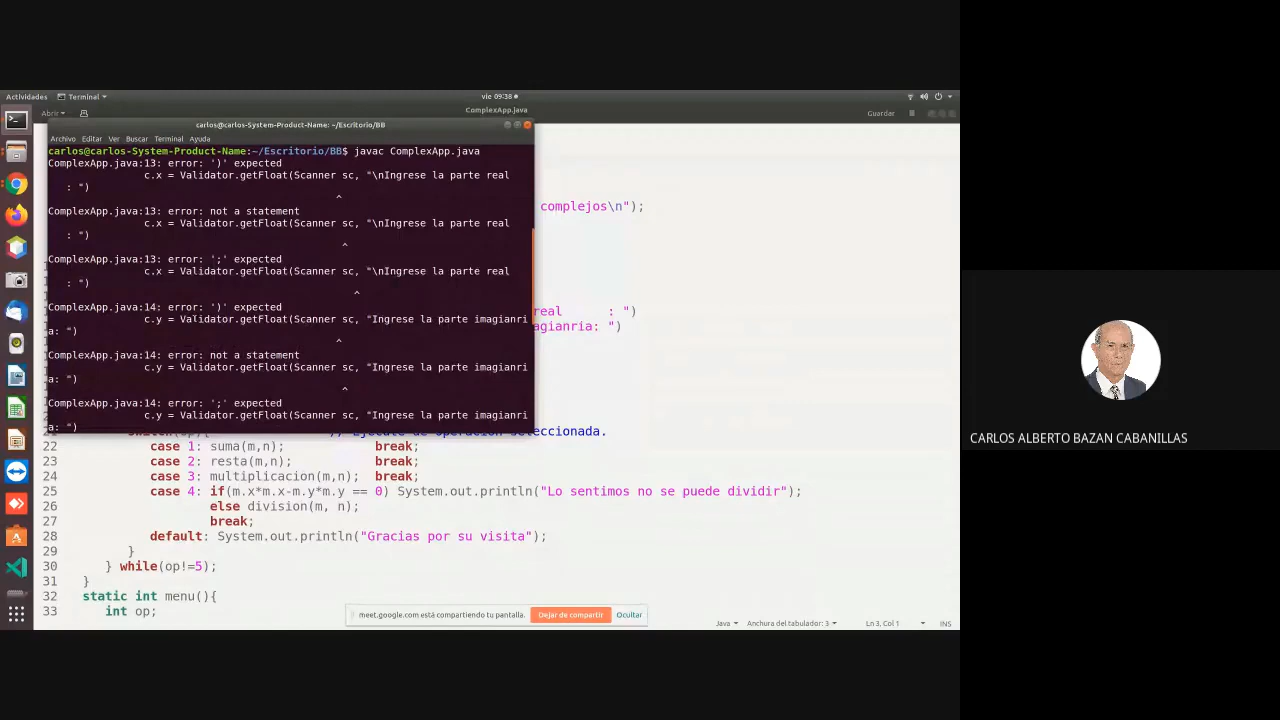 Actividades
Terminal
vie 09:38
Abrir
ComplexApp.java
Guardar
carlos@carlos-System-Product-Name: ~/Escritorio/BB
Archivo Editar Ver Buscar Terminal Ayuda
carlos@carlos-System-Product-Name:~/Escritorio/BB$ javac ComplexApp.java
ComplexApp.java:13: error: ')' expected
c.x = Validator.getFloat(Scanner sc, "\nIngrese la parte real
: ")
^
ComplexApp.java:13: error: not a statement
c.x = Validator.getFloat(Scanner sc, "\nIngrese la parte real
: ")
^
ComplexApp.java:13: error: ';' expected
c.x = Validator.getFloat(Scanner sc, "\nIngrese la parte real
: ")
^
ComplexApp.java:14: error: ')' expected
c.y = Validator.getFloat(Scanner sc, "Ingrese la parte imagianri
a: ")
^
ComplexApp.java:14: error: not a statement
c.y = Validator.getFloat(Scanner sc, "Ingrese la parte imagianri
a: ")
^
ComplexApp.java:14: error: ';' expected
c.y = Validator.getFloat(Scanner sc, "Ingrese la parte imagianri
a: ")
complejos\n");
real : ")
agianria: ")
seleccionada.
22 case 1: suma(m,n); break;
23 case 2: resta(m,n); break;
24 case 3: multiplicacion(m,n); break;
25 case 4: if(m.x*m.x-m.y*m.y == 0) System.out.println("Lo sentimos no se puede dividir");
26 else division(m, n);
27 break;
28 default: System.out.println("Gracias por su visita");
29 }
30 } while(op!=5);
31 }
32 static int menu(){
33 int op;
meet.google.com está compartiendo tu pantalla. Dejar de compartir Ocultar
Java Anchura del tabulador: 3 Ln 3, Col 1 INS
CARLOS ALBERTO BAZAN CABANILLAS